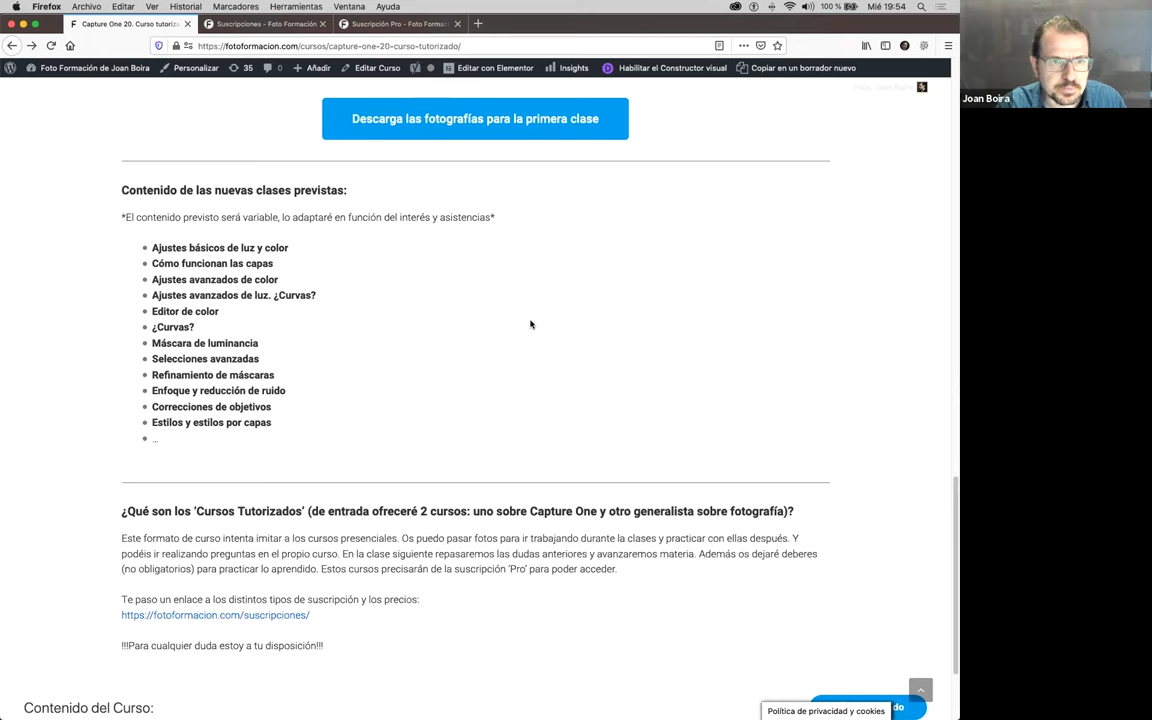 Firefox Archivo Editar Ver Historial Marcadores Herramientas Ventana Ayuda 100 % Mié 19:54
Capture One 20. Curso tutoriza Suscripciones - Foto Formación Suscripción Pro - Foto Forma
https://fotoformacion.com/cursos/capture-one-20-curso-tutorizado/
Foto Formación de Joan Boira Personalizar 35 0 Añadir Editar Curso Editar con Elementor Insights Habilitar el Constructor visual Copiar en un borrador nuevo
Hola, Joan Boira
Joan Boira
Descarga las fotografías para la primera clase
Contenido de las nuevas clases previstas:
*El contenido previsto será variable, lo adaptaré en función del interés y asistencias*
Ajustes básicos de luz y color
Cómo funcionan las capas
Ajustes avanzados de color
Ajustes avanzados de luz. ¿Curvas?
Editor de color
¿Curvas?
Máscara de luminancia
Selecciones avanzadas
Refinamiento de máscaras
Enfoque y reducción de ruido
Correcciones de objetivos
Estilos y estilos por capas
...
¿Qué son los ‘Cursos Tutorizados’ (de entrada ofreceré 2 cursos: uno sobre Capture One y otro generalista sobre fotografía)?
Este formato de curso intenta imitar a los cursos presenciales. Os puedo pasar fotos para ir trabajando durante la clases y practicar con ellas después. Y
podéis ir realizando preguntas en el propio curso. En la clase siguiente repasaremos las dudas anteriores y avanzaremos materia. Además os dejaré deberes
(no obligatorios) para practicar lo aprendido. Estos cursos precisarán de la suscripción ‘Pro’ para poder acceder.
Te paso un enlace a los distintos tipos de suscripción y los precios:
https://fotoformacion.com/suscripciones/
!!!Para cualquier duda estoy a tu disposición!!!
Contenido del Curso:
Política de privacidad y cookies
do